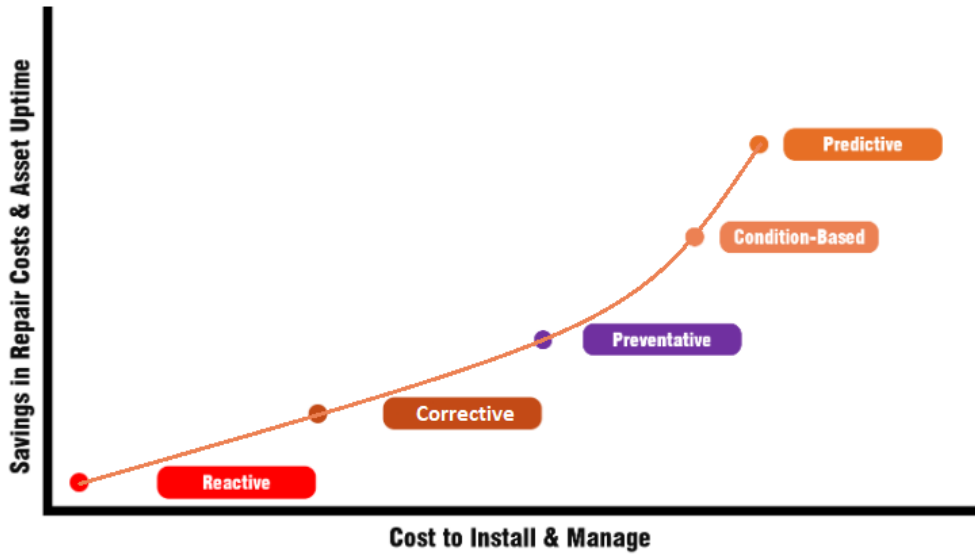 Savings in Repair Costs & Asset Uptime
Predictive
Condition-Based
Preventative
Corrective
Reactive
Cost to Install & Manage